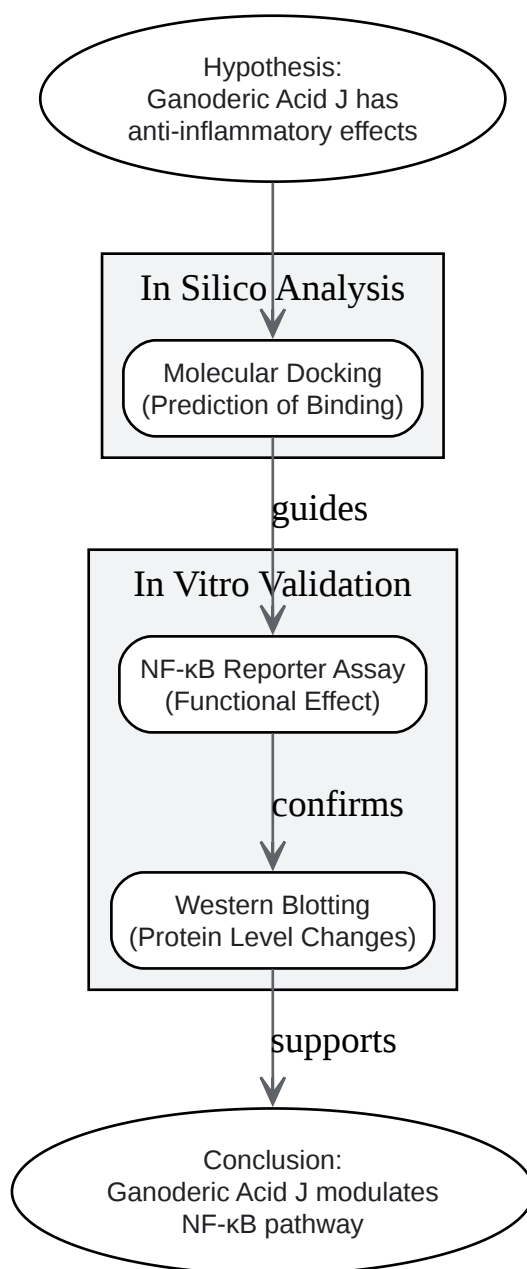 Hypothesis:
Ganoderic Acid J has
anti-inflammatory effects
In Silico Analysis
Molecular Docking
(Prediction of Binding)
guides
In Vitro Validation
NF-κB Reporter Assay
(Functional Effect)
confirms
Western Blotting
(Protein Level Changes)
supports
Conclusion:
Ganoderic Acid J modulates
NF-κB pathway